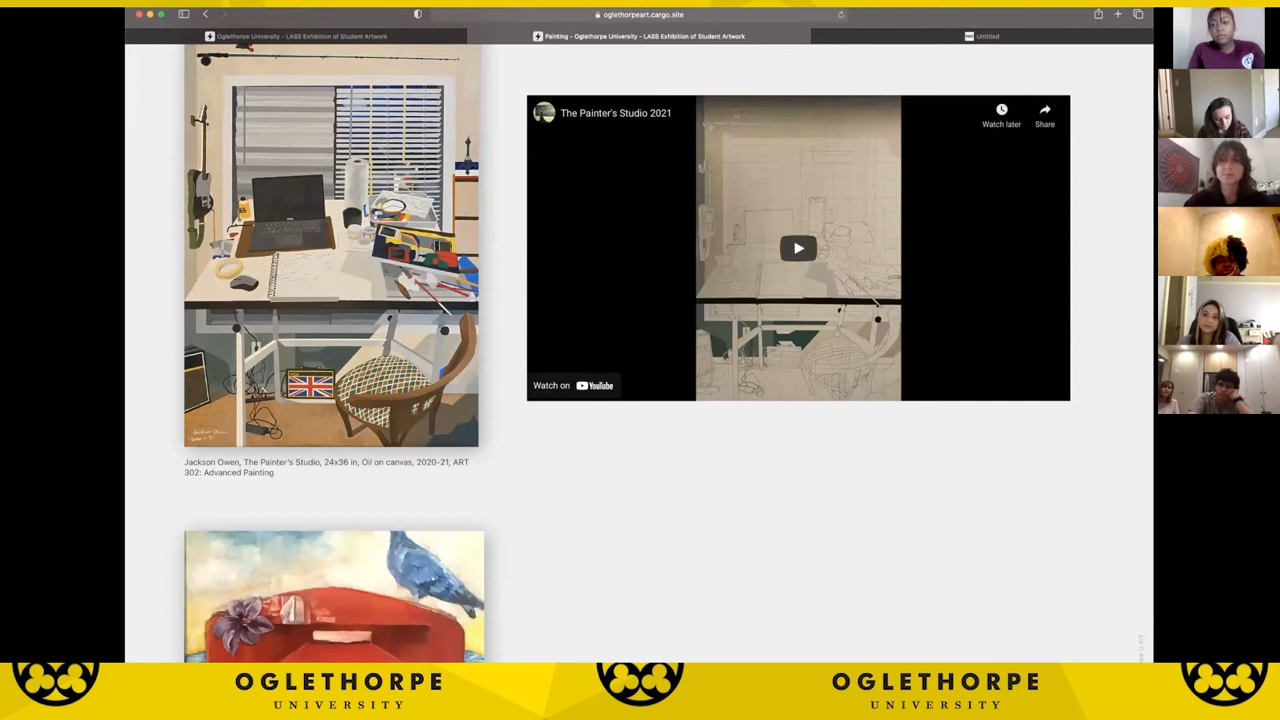 oglethorpeart.cargo.site
Oglethorpe University - LASS Exhibition of Student Artwork
Painting - Oglethorpe University - LASS Exhibition of Student Artwork
Untitled
The Painter's Studio 2021
Watch later
Share
65
Watch on YouTube
Jackson Owen, The Painter's Studio, 24x36 in, Oil on canvas, 2020-21, ART
302: Advanced Painting
OGLETHORPE
UNIVERSITY
OGLETHORPE
UNIVERSITY